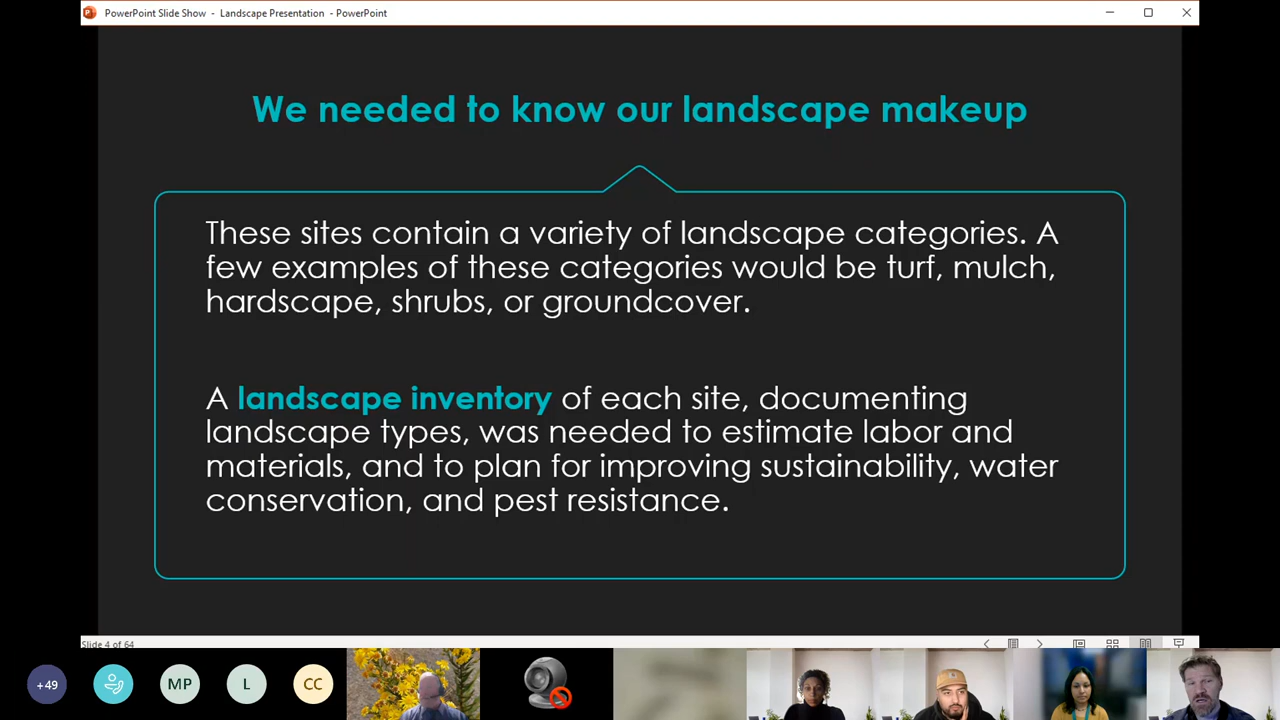 PowerPoint Slide Show - Landscape Presentation - PowerPoint
We needed to know our landscape makeup
These sites contain a variety of landscape categories. A
few examples of these categories would be turf, mulch,
hardscape, shrubs, or groundcover.
A landscape inventory of each site, documenting
landscape types, was needed to estimate labor and
materials, and to plan for improving sustainability, water
conservation, and pest resistance.
Slide 4 of 64
+49
MP
L
CC